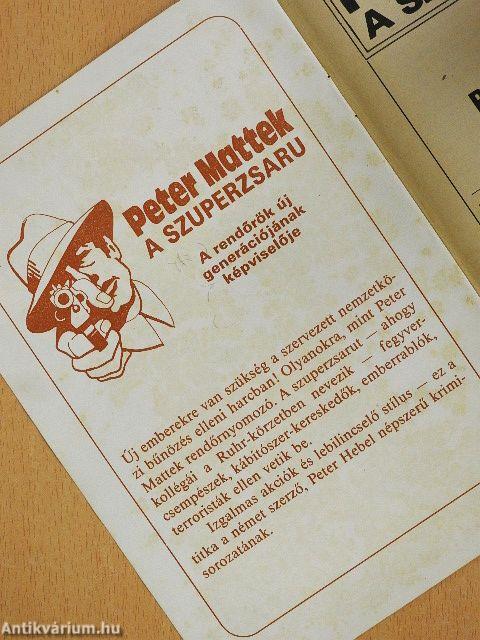 Peter Mattek
A SZUPERZSARU
A rendőrök új
generációjának
képviselője
Új emberekre van szükség a szervezett nemzetkö-
zi bűnözés elleni harcban! Olyanokra, mint Peter
Mattek rendőrnyomozó. A szuperzsarut — ahogy
kollégái a Ruhr-körzetben nevezik — fegyver-
csempészek, kábítószer-kereskedők, emberrablók,
terroristák ellen vetik be.
Izgalmas akciók és lebilincselő stílus — ez a
titka a német szerző, Peter Hebel népszerű krimi-
sorozatának.
Antikvárium.hu